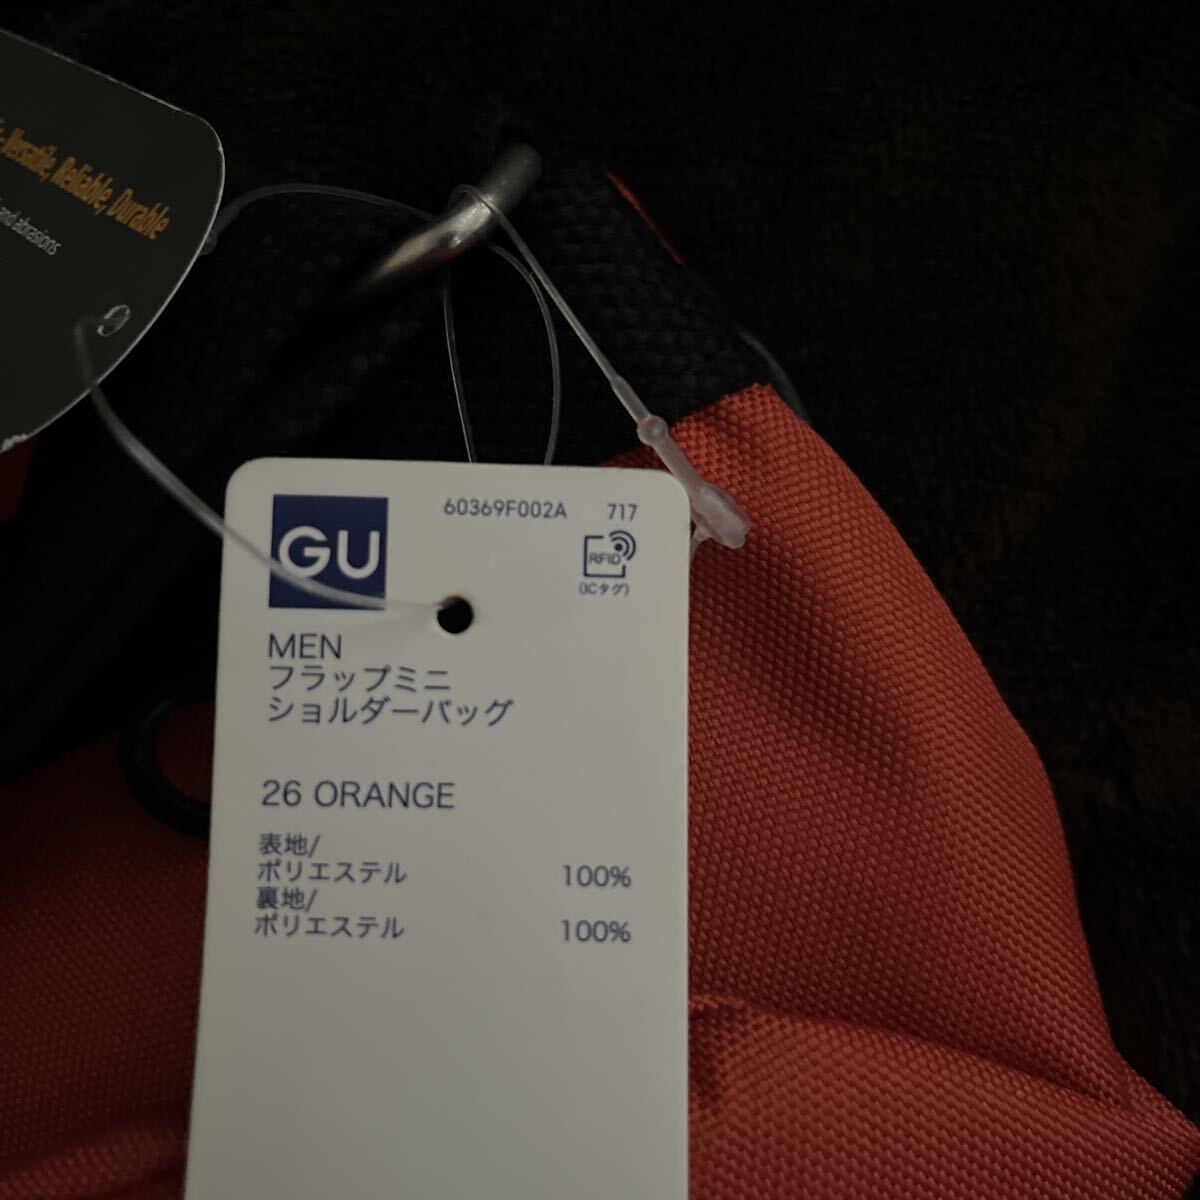 Versatile, Reliable, Durable
and abrasions
60369F002A 717
GU
RFID
(ICタグ)
MEN
フラップミニ
ショルダーバッグ
26 ORANGE
表地/
ポリエステル 100%
裏地/
ポリエステル 100%